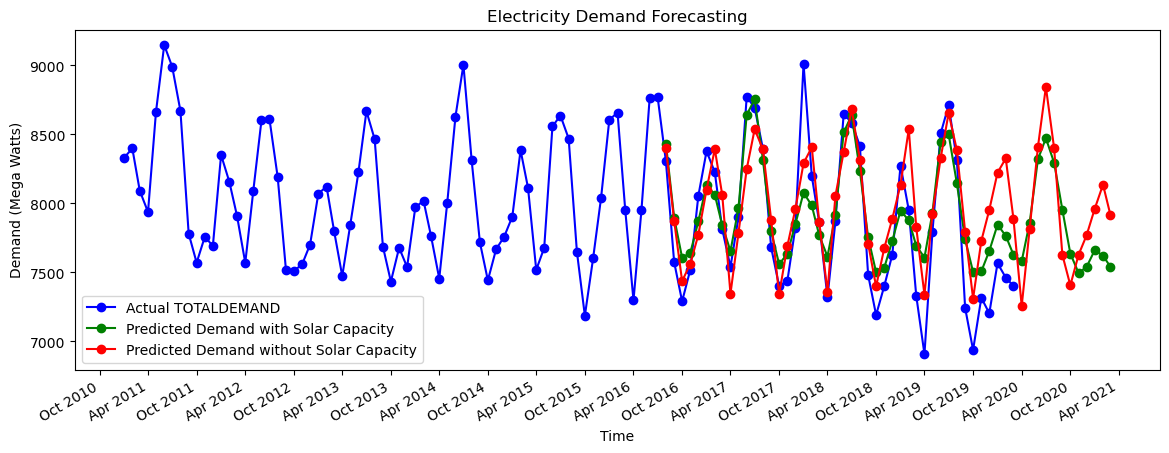 Electricity Demand Forecasting
Demand (Mega Watts)
9000
8500
8000
7500
7000
Actual TOTALDEMAND
Predicted Demand with Solar Capacity
Predicted Demand without Solar Capacity
Oct 2010
Apr 2011
Oct 2011
Apr 2012
Oct 2012
Apr 2013
Oct 2013
Apr 2014
Oct 2014
Apr 2015
Oct 2015
Apr 2016
Oct 2016
Apr 2017
Oct 2017
Apr 2018
Oct 2018
Apr 2019
Oct 2019
Apr 2020
Oct 2020
Apr 2021
Time